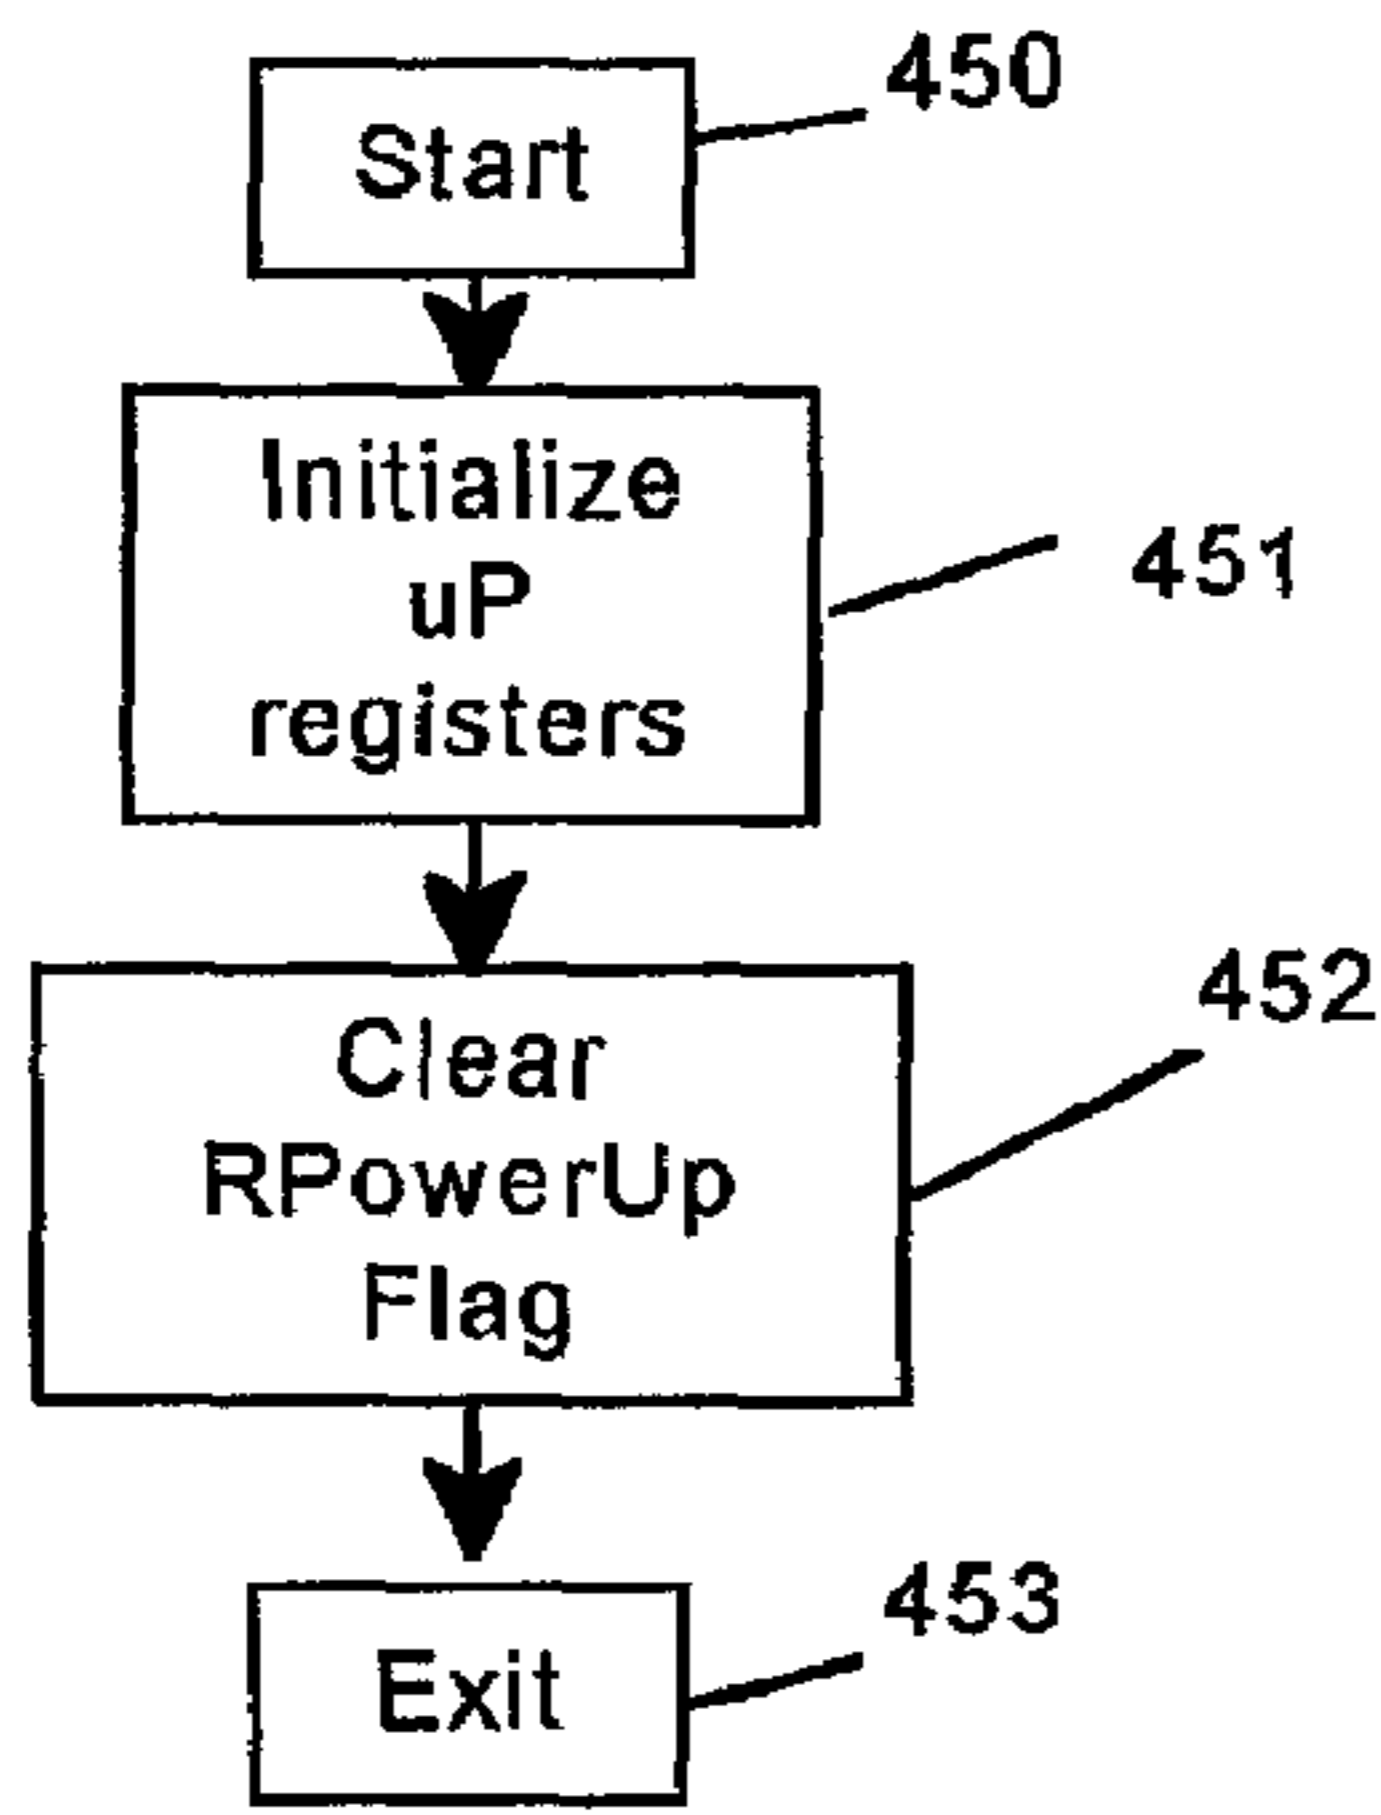 450
Start
Initialize
uP
registers
451
452
Clear
RPowerUp
Flag
453
Exit